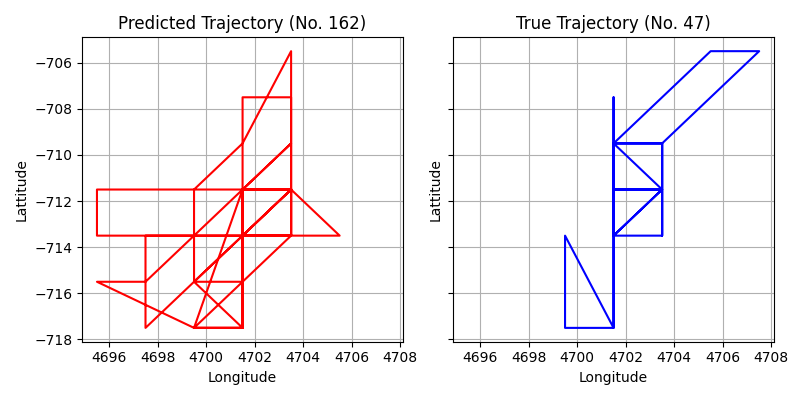 Predicted Trajectory (No. 162)
True Trajectory (No. 47)
Lattitude
−706
−708
−710
−712
−714
−716
−718
4696 4698 4700 4702 4704 4706 4708
Longitude
Lattitude
4696 4698 4700 4702 4704 4706 4708
Longitude